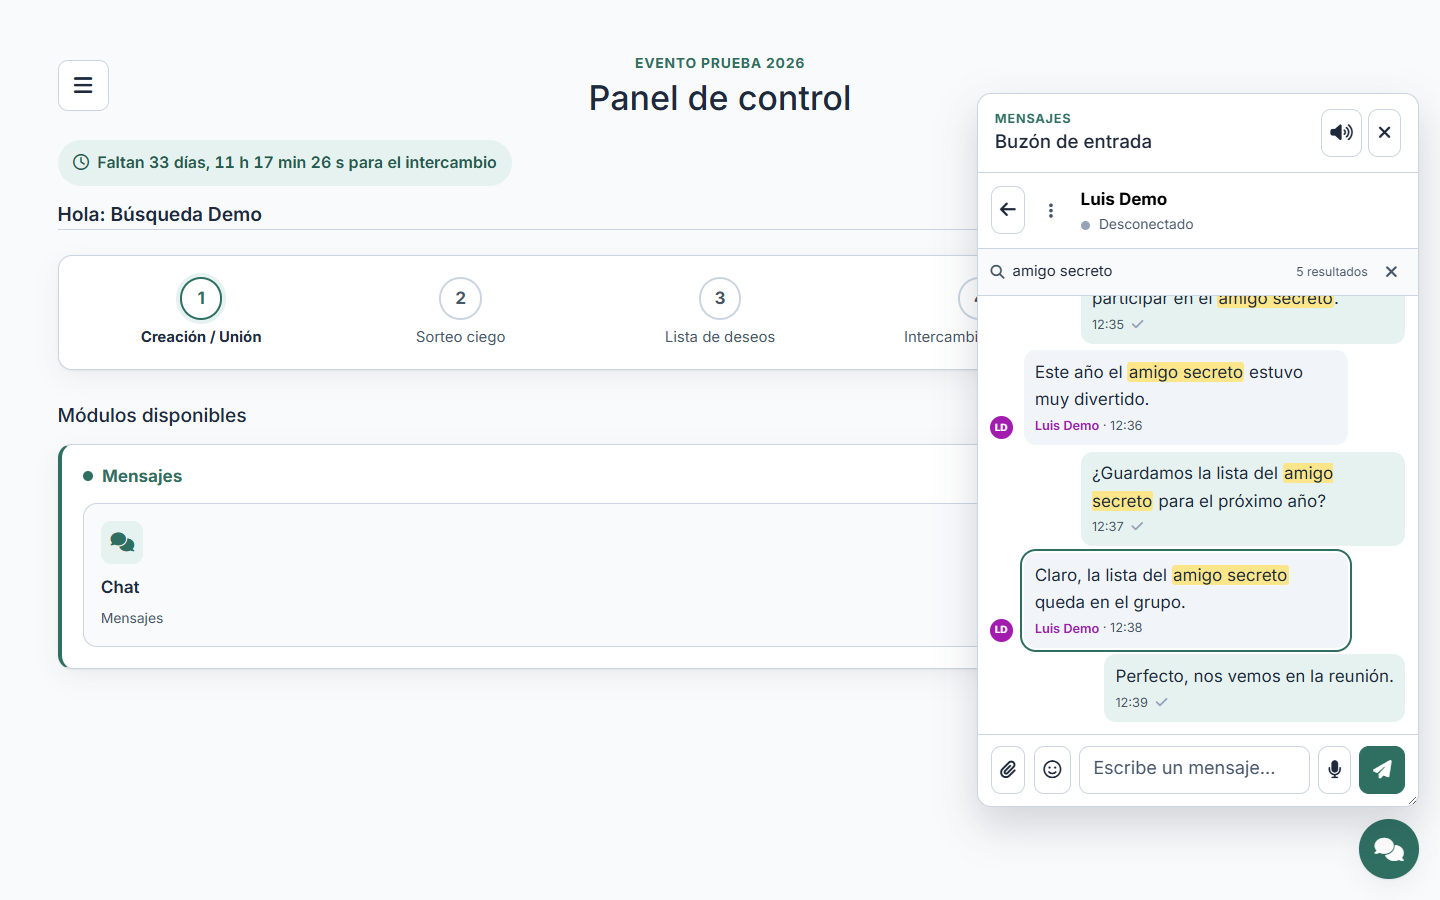 EVENTO PRUEBA 2026
Panel de control
Faltan 33 días, 11 h 17 min 26 s para el intercambio
Hola: Búsqueda Demo
1
Creación / Unión
2
Sorteo ciego
3
Lista de deseos
Módulos disponibles
Mensajes
Chat
Mensajes
MENSAJES
Buzón de entrada
Luis Demo
Desconectado
amigo secreto
5 resultados
participar en el amigo secreto.
12:35
Este año el amigo secreto estuvo
muy divertido.
LD
Luis Demo · 12:36
¿Guardamos la lista del amigo
secreto para el próximo año?
12:37
Claro, la lista del amigo secreto
queda en el grupo.
LD
Luis Demo · 12:38
Perfecto, nos vemos en la reunión.
12:39
Escribe un mensaje...